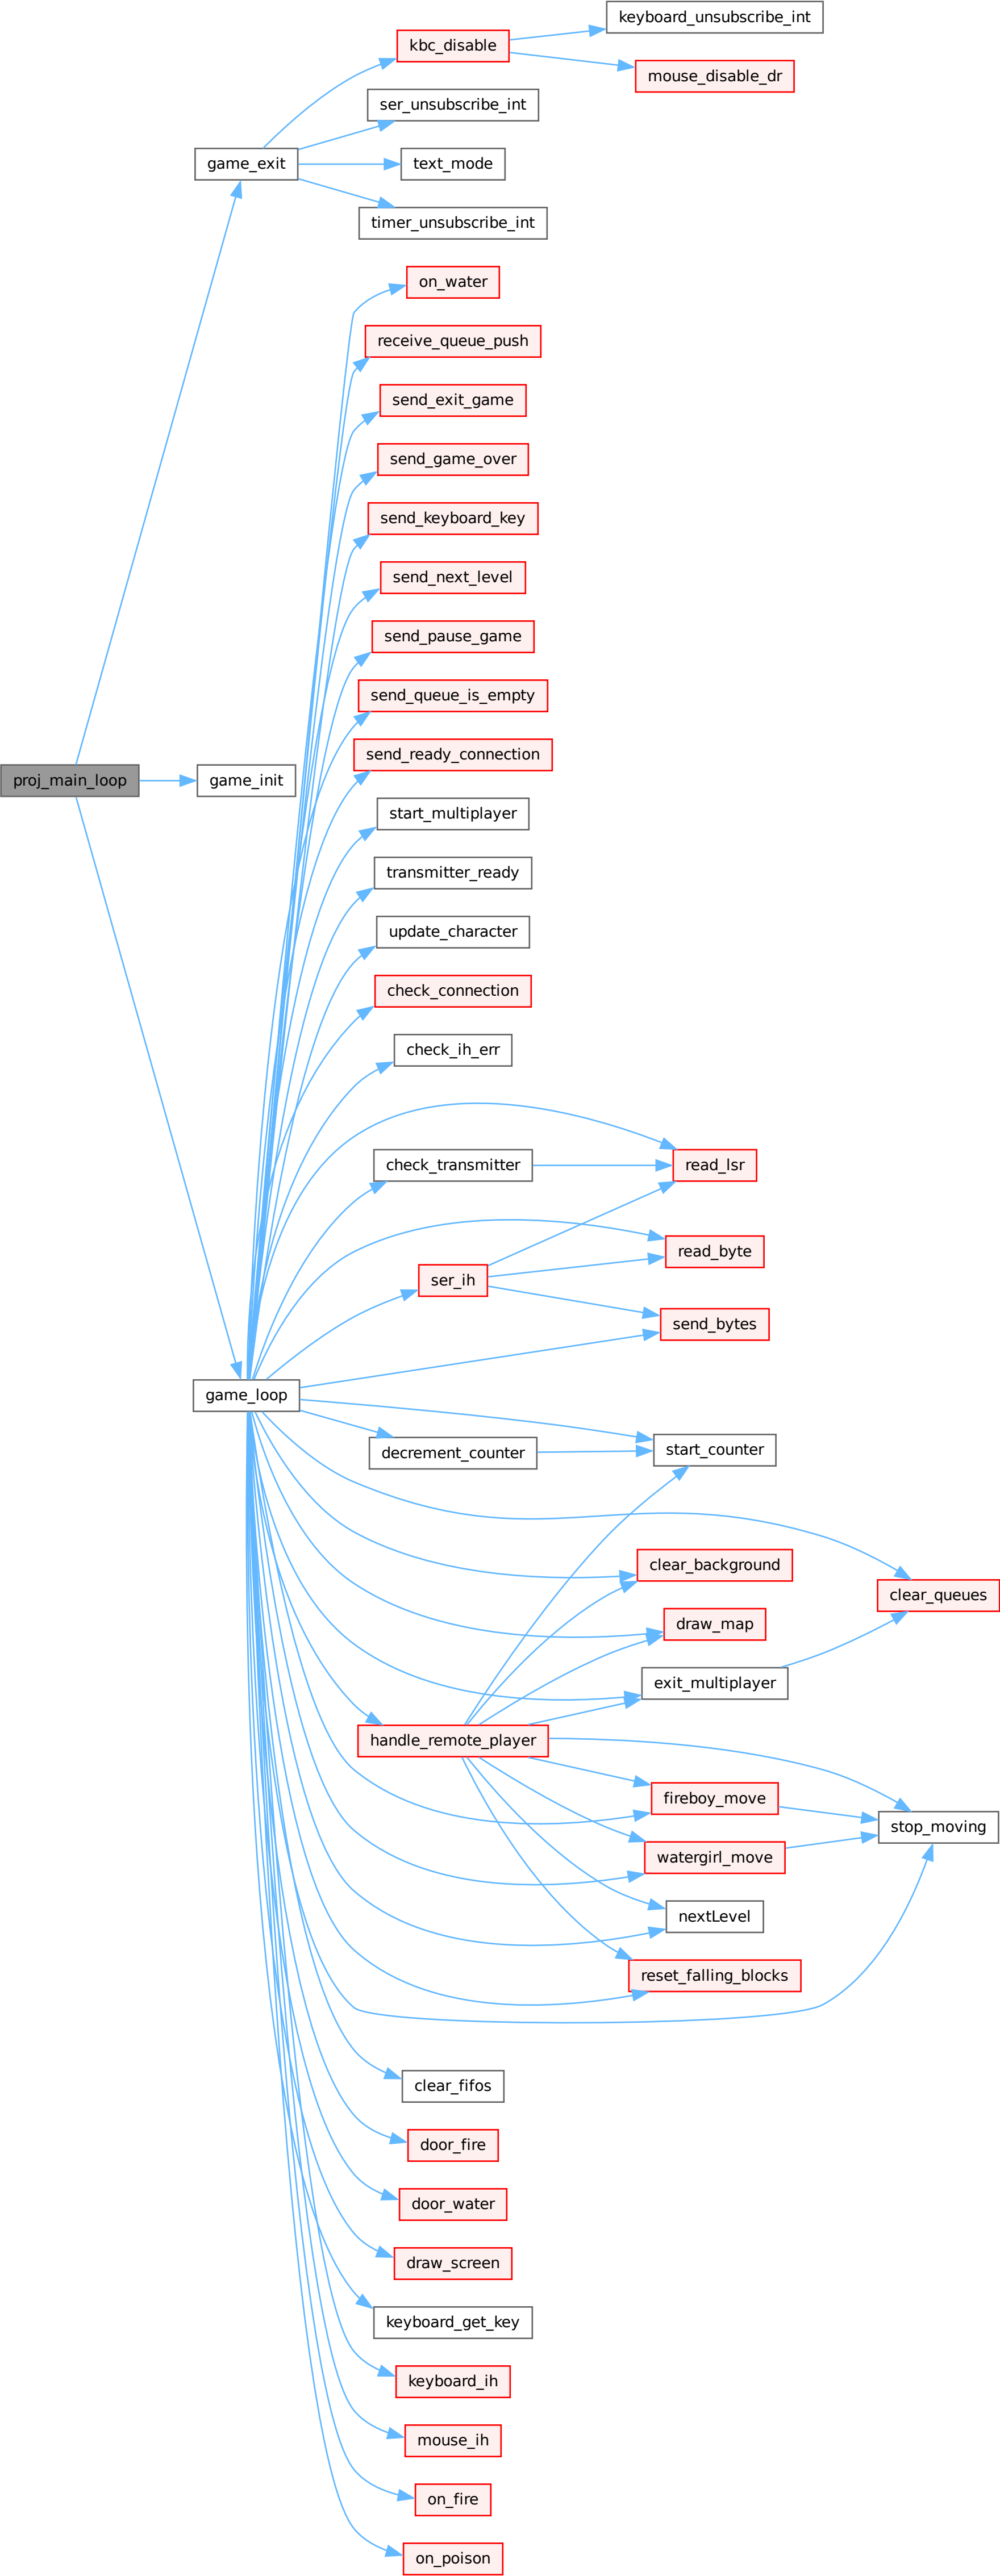 keyboard_unsubscribe_int
kbc_disable
mouse_disable_dr
ser_unsubscribe_int
game_exit
text_mode
timer_unsubscribe_int
on_water
receive_queue_push
send_exit_game
send_game_over
send_keyboard_key
send_next_level
send_pause_game
send_queue_is_empty
send_ready_connection
proj_main_loop
game_init
start_multiplayer
transmitter_ready
update_character
check_connection
check_ih_err
check_transmitter
read_lsr
read_byte
ser_ih
send_bytes
game_loop
decrement_counter
start_counter
clear_background
clear_queues
draw_map
exit_multiplayer
handle_remote_player
fireboy_move
stop_moving
watergirl_move
nextLevel
reset_falling_blocks
clear_fifos
door_fire
door_water
draw_screen
keyboard_get_key
keyboard_ih
mouse_ih
on_fire
on_poison